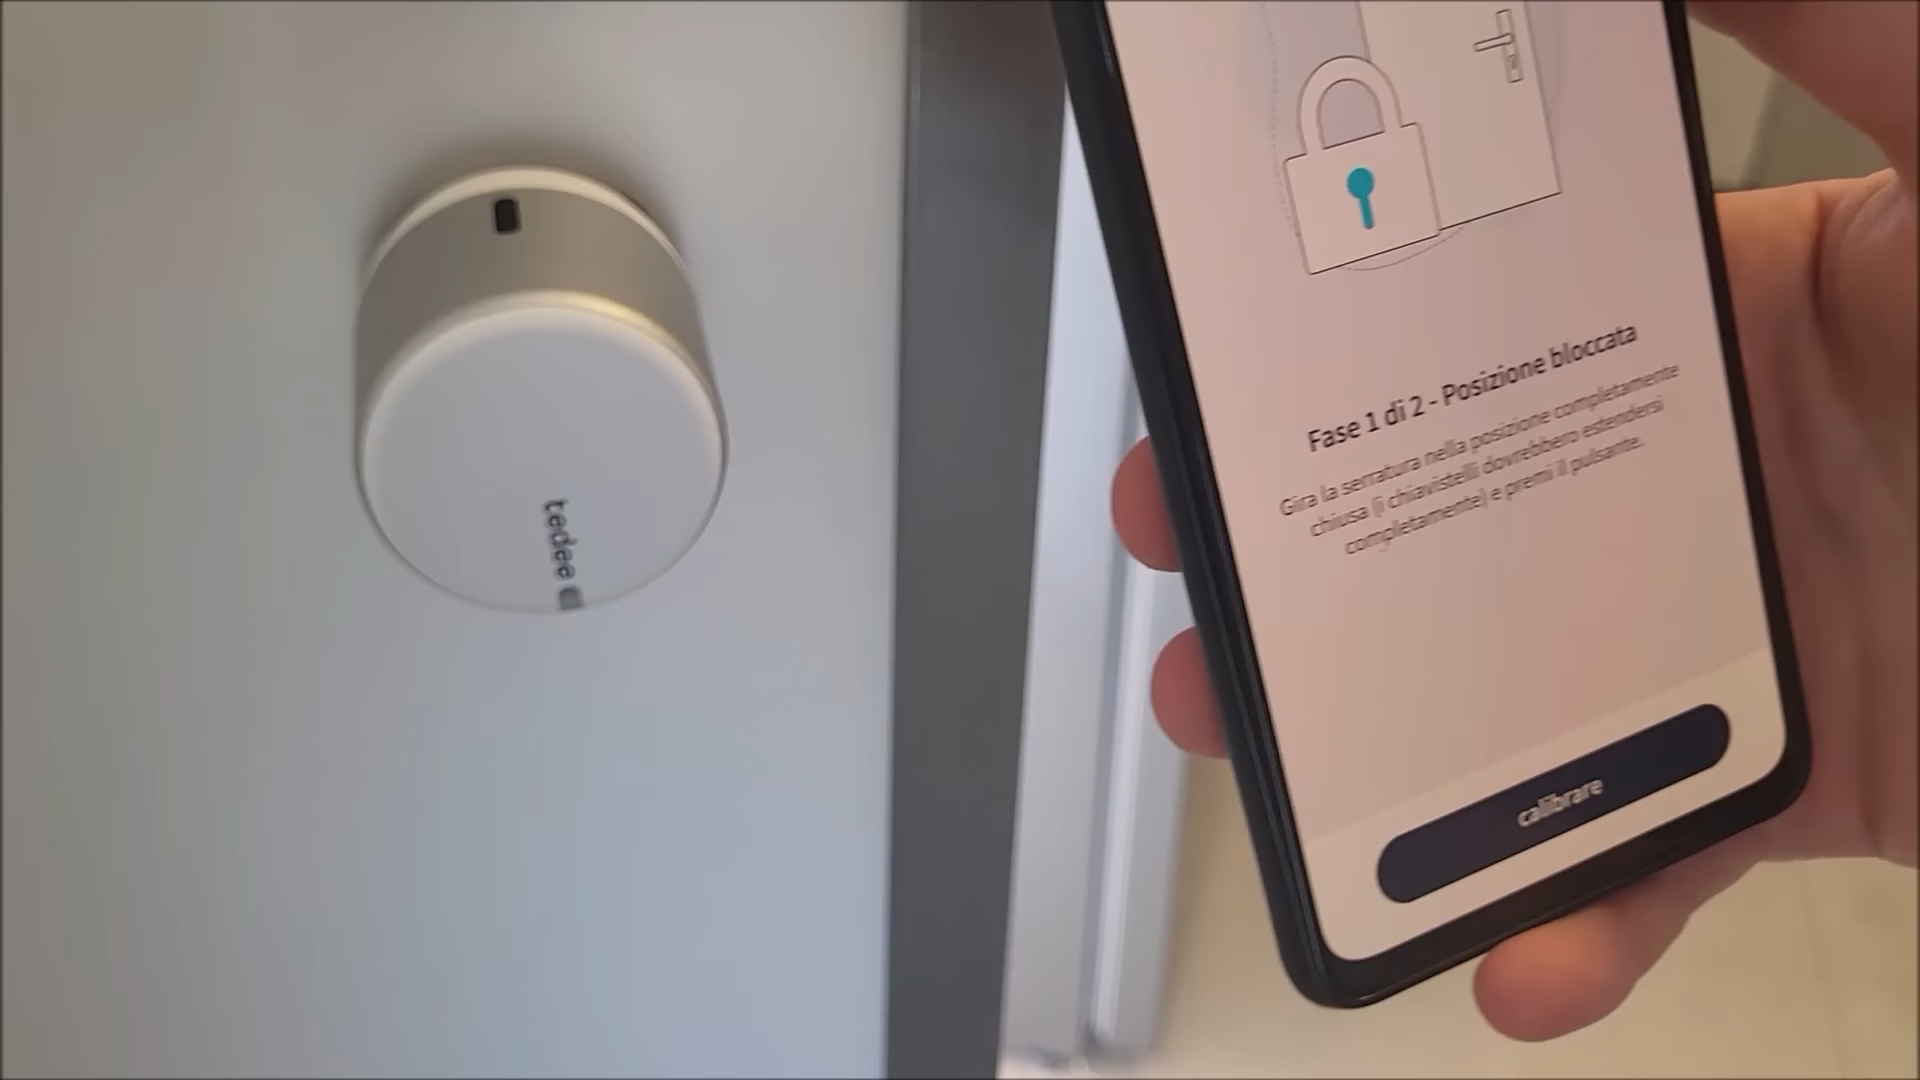 tedee
Fase 1 di 2 - Posizione bloccata
Gira la serratura nella posizione completamente
chiusa (i chiavistelli dovrebbero estendersi
completamente) e premi il pulsante.
calibrare